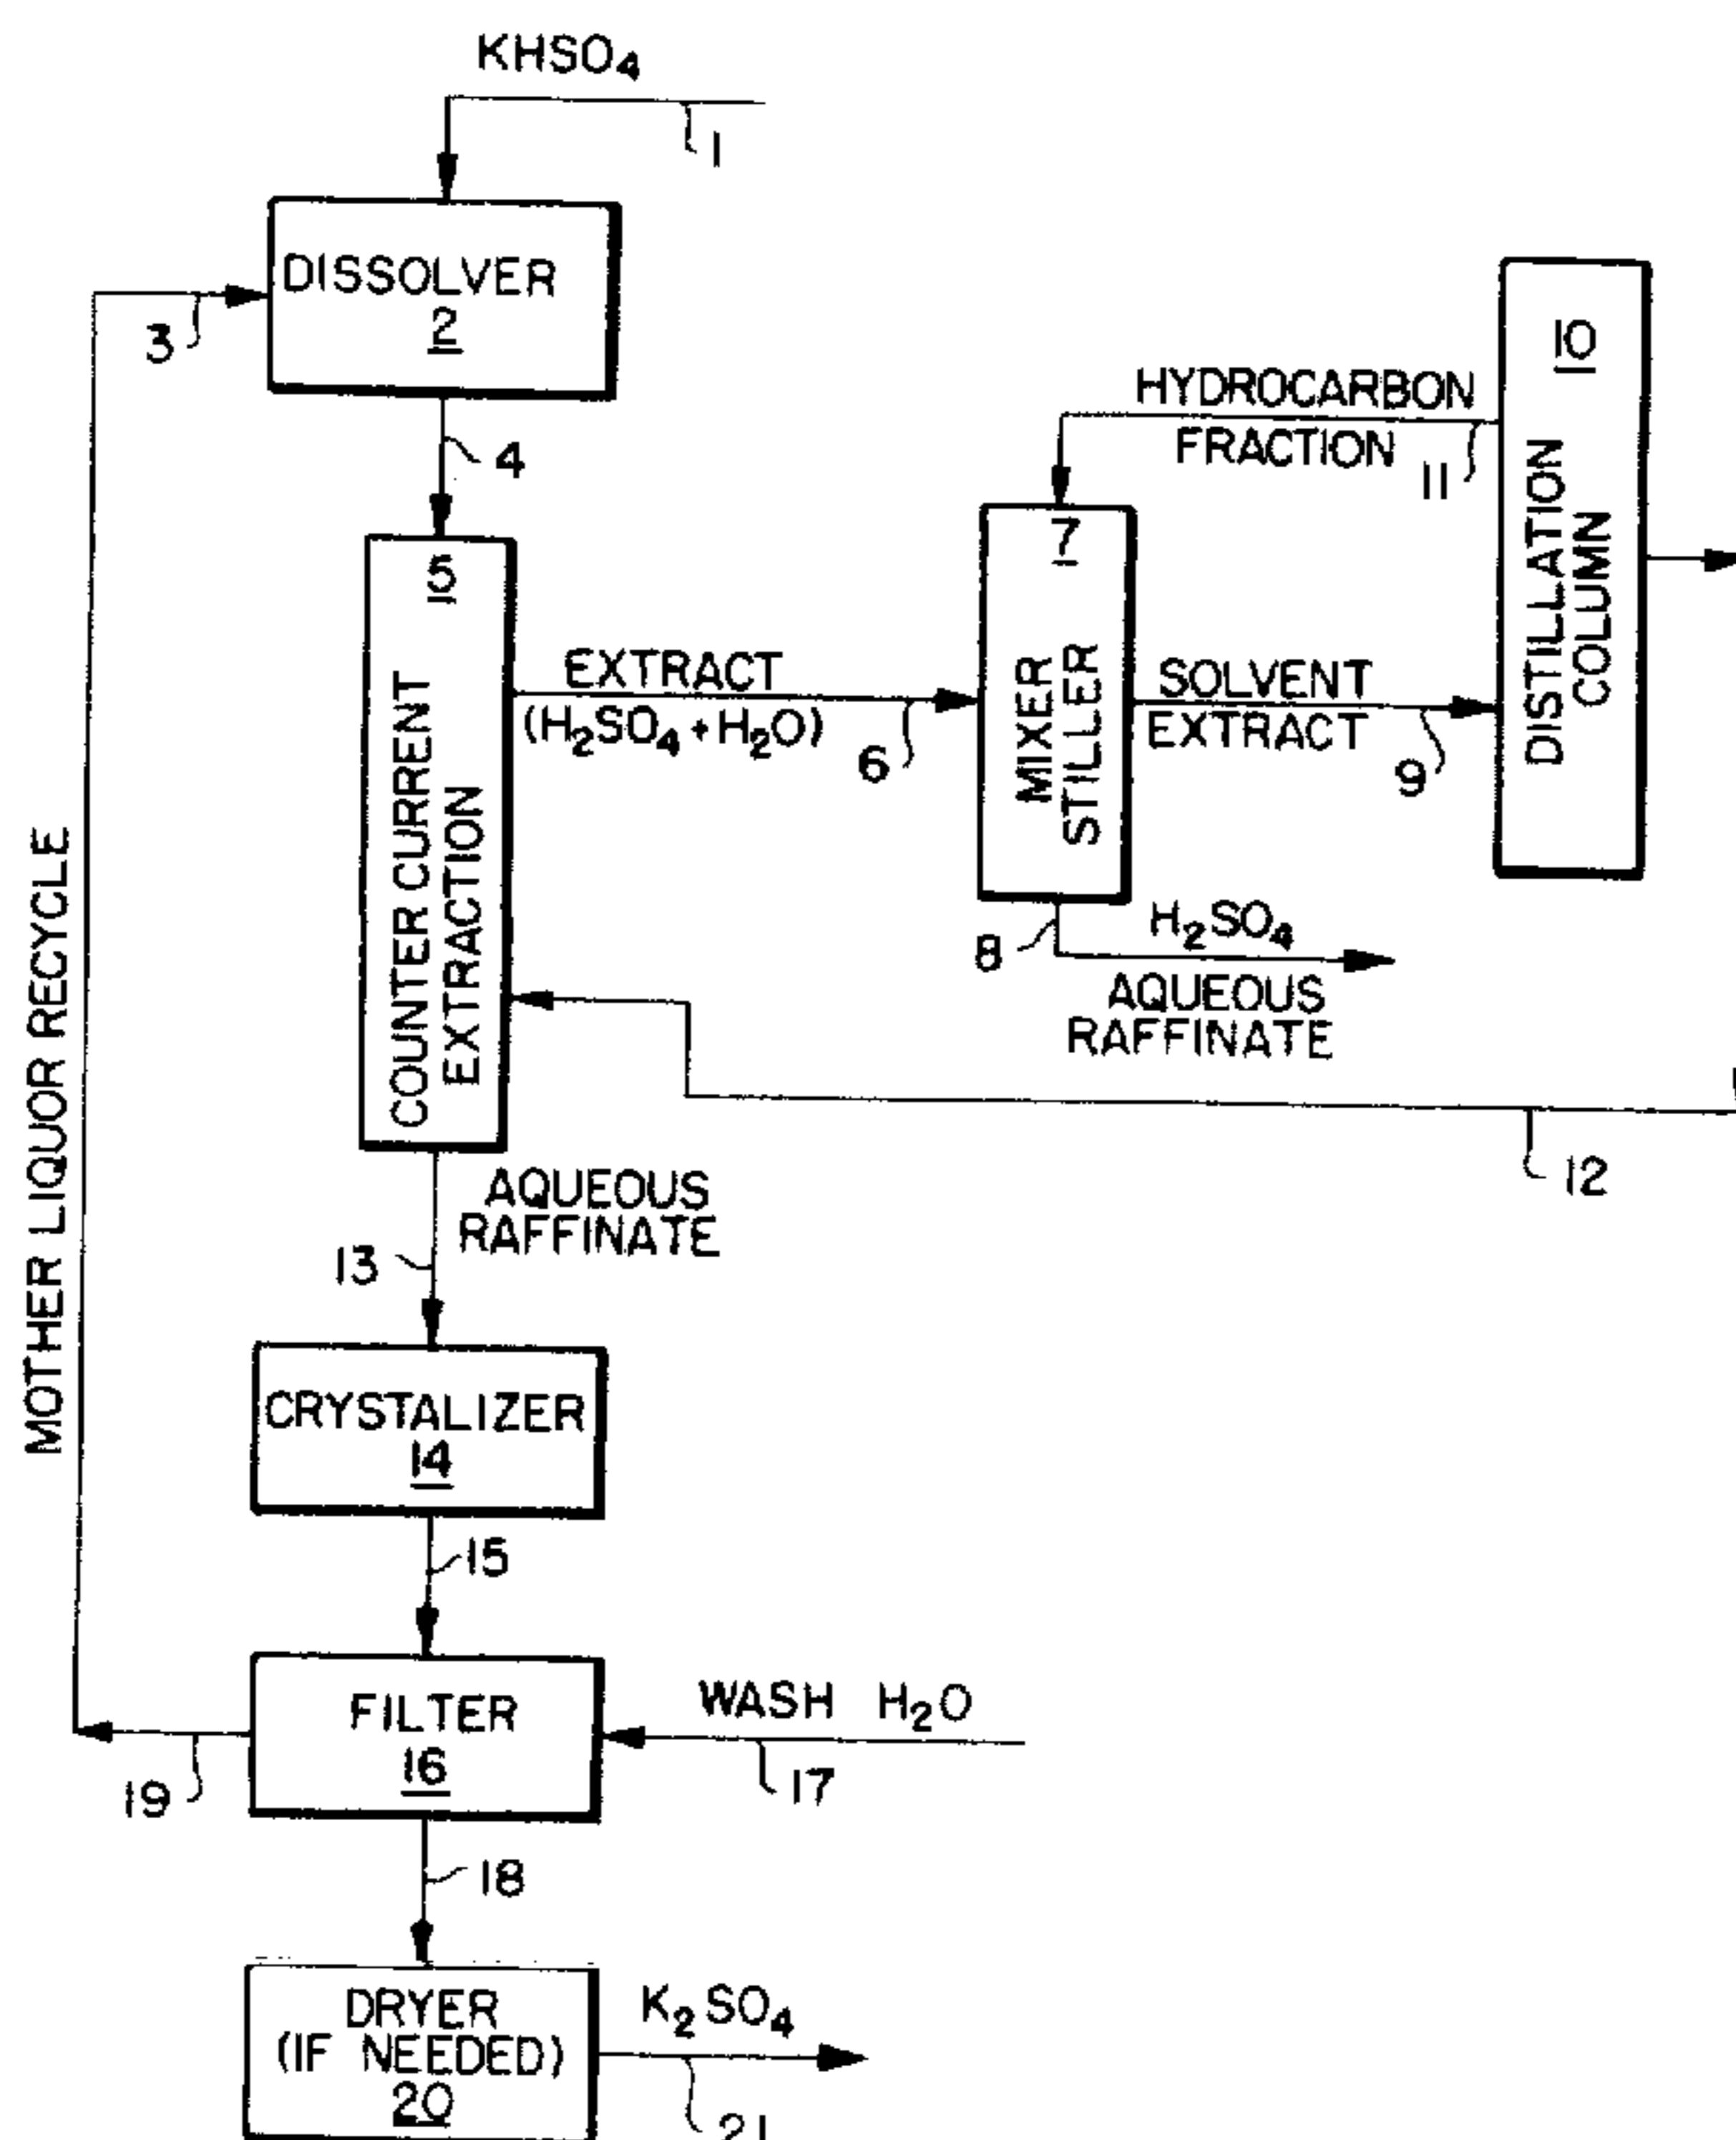 KHSO4
1
DISSOLVER
2
3
4
HYDROCARBON
FRACTION
11
10
DISTILLATION
COLUMN
5
COUNTER CURRENT
EXTRACTION
EXTRACT
(H2SO4+H2O)
6
7
MIXER
STILLER
SOLVENT
EXTRACT
9
8
H2SO4
AQUEOUS
RAFFINATE
12
MOTHER LIQUOR RECYCLE
AQUEOUS
RAFFINATE
13
CRYSTALIZER
14
15
FILTER
16
WASH H2O
17
19
18
DRYER
(IF NEEDED)
20
K2SO4
21